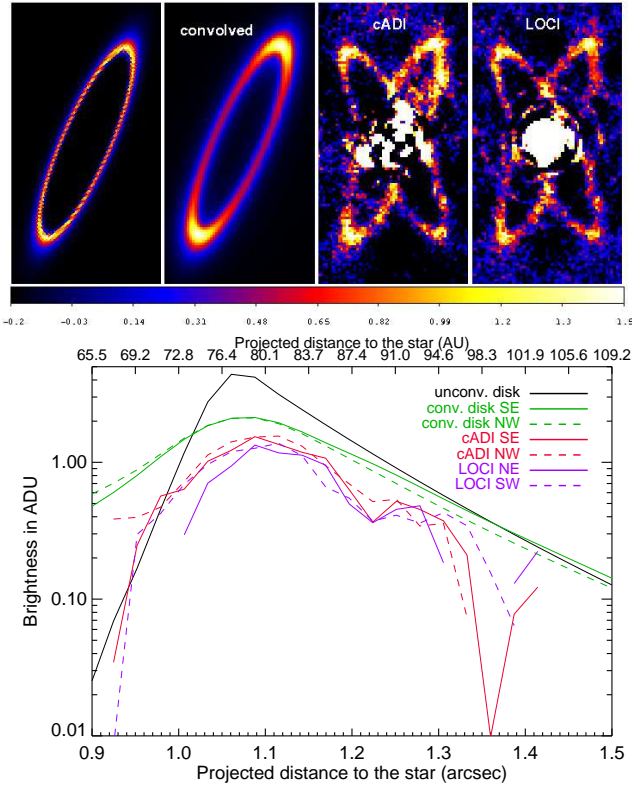 convolved
cADI
LOCI
-0.2 -0.03 0.14 0.31 0.48 0.65 0.82 0.99 1.2 1.3 1.5
Projected distance to the star (AU)
65.5 69.2 72.8 76.4 80.1 83.7 87.4 91.0 94.6 98.3 101.9 105.6 109.2
unconv. disk
conv. disk SE
conv. disk NW
cADI SE
cADI NW
LOCI NE
LOCI SW
Brightness in ADU
1.00
0.10
0.01
0.9 1.0 1.1 1.2 1.3 1.4 1.5
Projected distance to the star (arcsec)